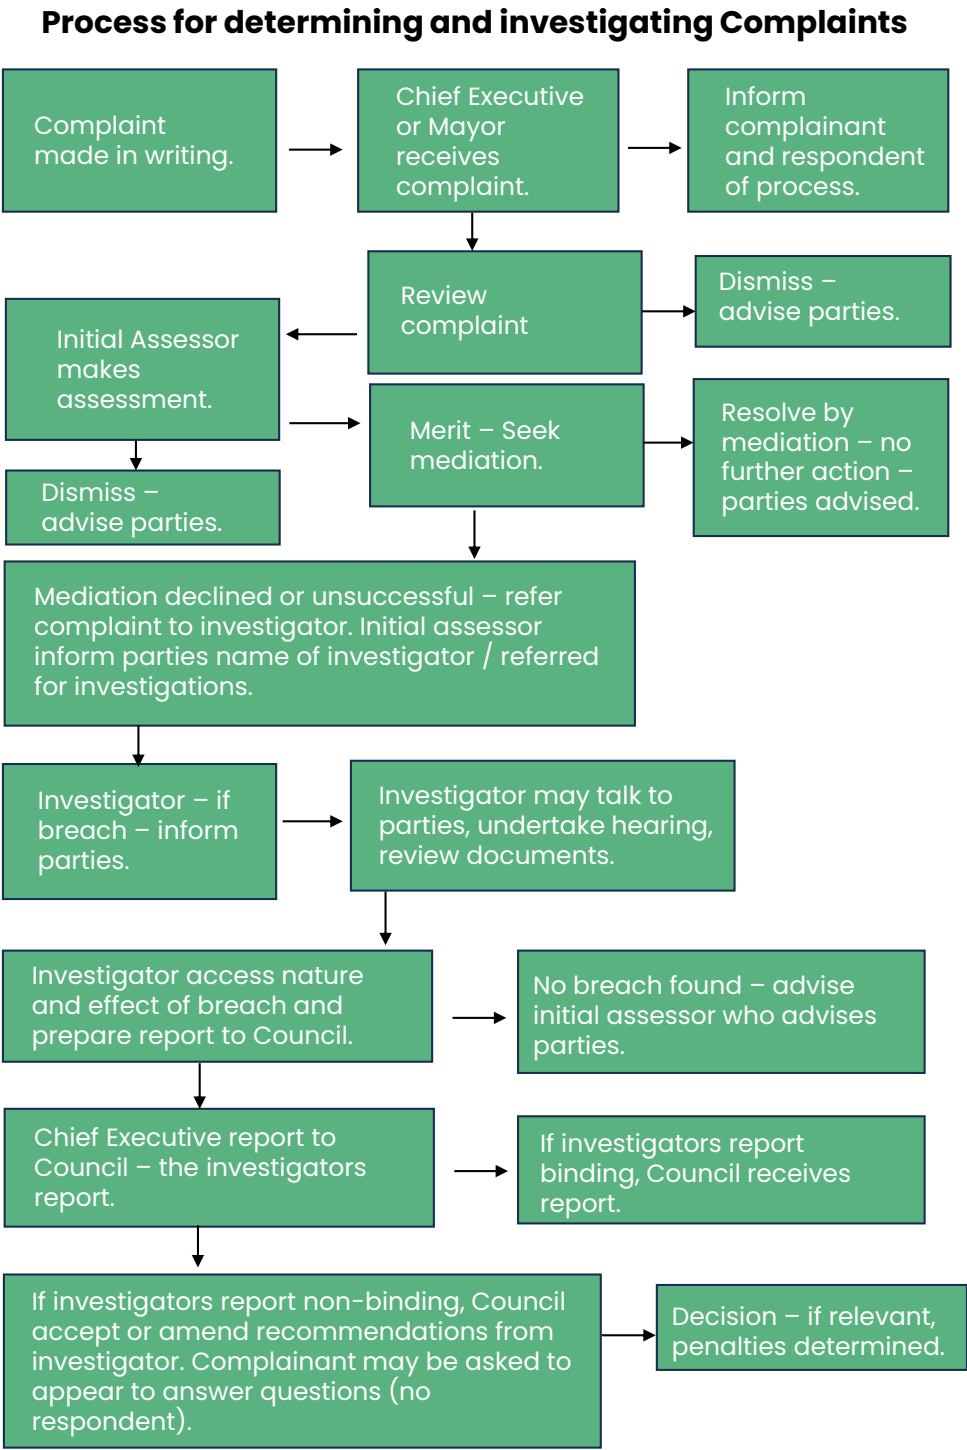 Process for determining and investigating Complaints
Complaint
made in writing.
Chief Executive
or Mayor
receives
complaint.
Inform
complainant
and respondent
of process.
Review
complaint
Dismiss –
advise parties.
Initial Assessor
makes
assessment.
Merit – Seek
mediation.
Resolve by
mediation – no
further action –
parties advised.
Dismiss –
advise parties.
Mediation declined or unsuccessful – refer
complaint to investigator. Initial assessor
inform parties name of investigator / referred
for investigations.
Investigator – if
breach – inform
parties.
Investigator may talk to
parties, undertake hearing,
review documents.
Investigator access nature
and effect of breach and
prepare report to Council.
No breach found – advise
initial assessor who advises
parties.
Chief Executive report to
Council – the investigators
report.
If investigators report
binding, Council receives
report.
If investigators report non-binding, Council
accept or amend recommendations from
investigator. Complainant may be asked to
appear to answer questions (no
respondent).
Decision – if relevant,
penalties determined.